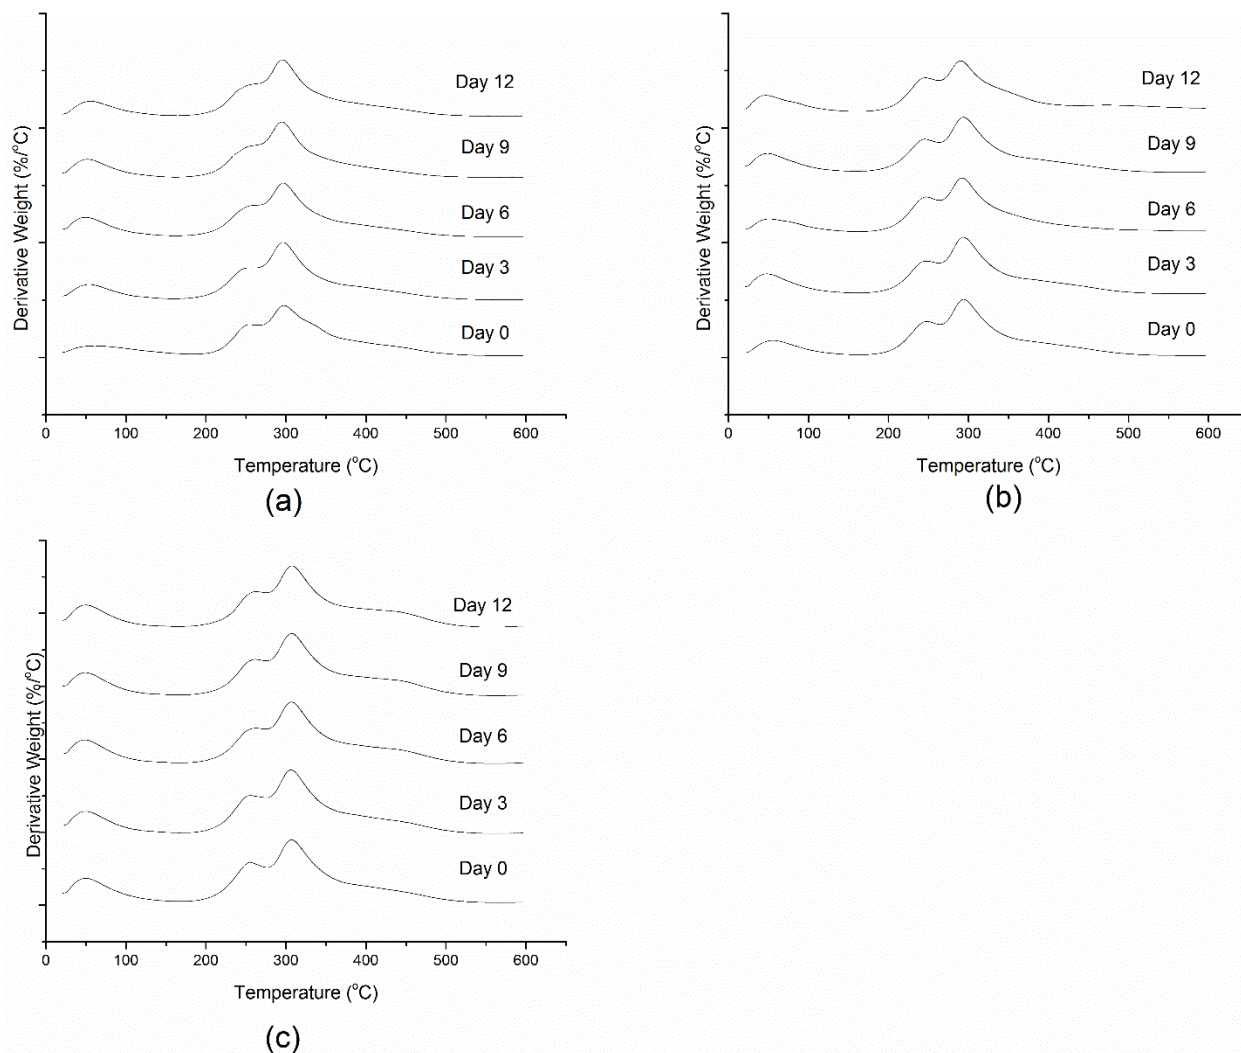 Derivative Weight (%/°C)
Day 12
Day 9
Day 6
Day 3
Day 0
0 100 200 300 400 500 600
Temperature (°C)
(a)
Derivative Weight (%/°C)
Day 12
Day 9
Day 6
Day 3
Day 0
0 100 200 300 400 500 600
Temperature (°C)
(b)
Derivative Weight (%/°C)
Day 12
Day 9
Day 6
Day 3
Day 0
0 100 200 300 400 500 600
Temperature (°C)
(c)